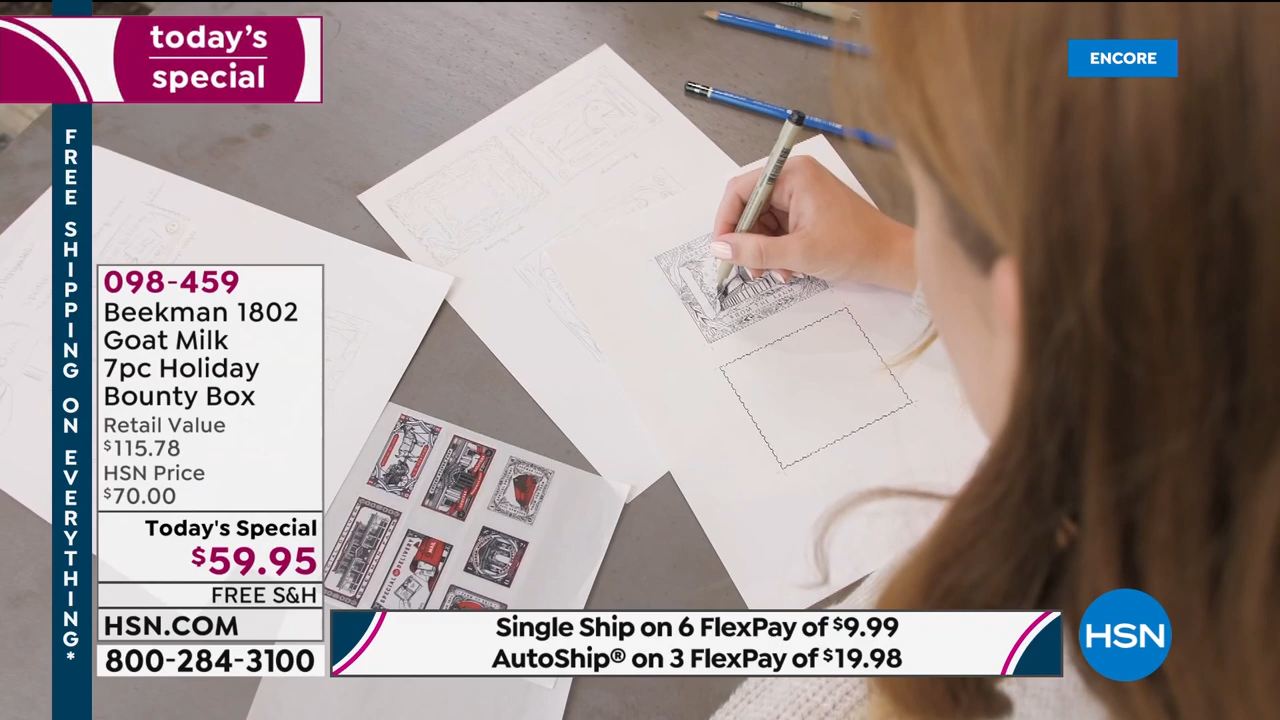 today's
special
ENCORE
FREE SHIPPING ON EVERYTHING*
098-459
Beekman 1802
Goat Milk
7pc Holiday
Bounty Box
Retail Value
$115.78
HSN Price
$70.00
Today's Special
$59.95
FREE S&H
HSN.COM
800-284-3100
Single Ship on 6 FlexPay of $9.99
AutoShip® on 3 FlexPay of $19.98
HSN
SPECIAL DELIVERY